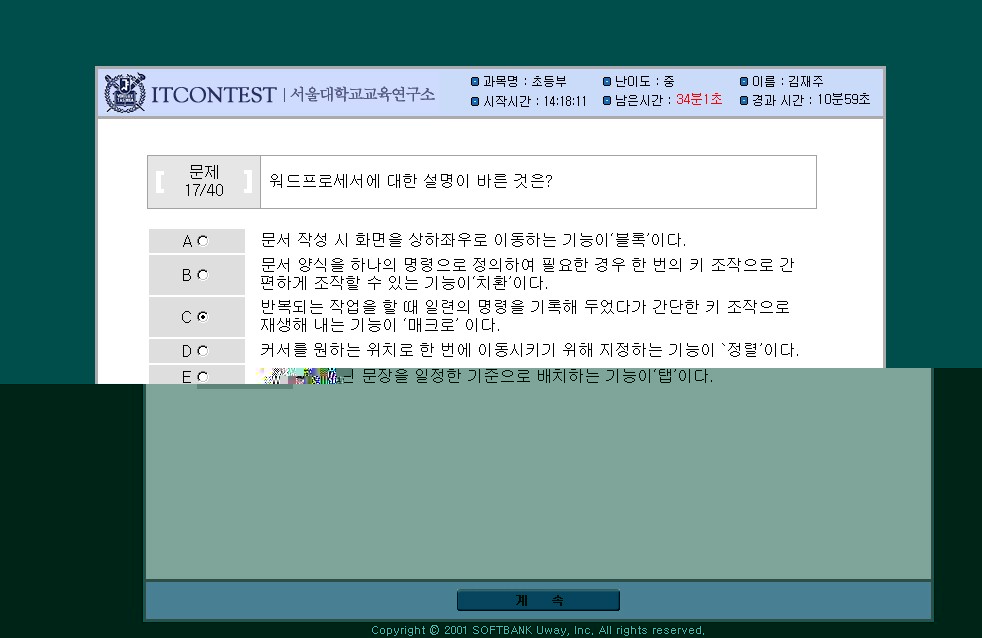 ITCONTEST | 서울대학교교육연구소
과목명 : 초등부 난이도 : 중 이름 : 김재주
시작시간 : 14:18:11 남은시간 : 34분1초 경과 시간 : 10분59초
[ 문제 17/40 ] 워드프로세서에 대한 설명이 바른 것은?
A 문서 작성 시 화면을 상하좌우로 이동하는 기능이‘블록’이다.
B 문서 양식을 하나의 명령으로 정의하여 필요한 경우 한 번의 키 조작으로 간
편하게 조작할 수 있는 기능이‘치환’이다.
C 반복되는 작업을 할 때 일련의 명령을 기록해 두었다가 간단한 키 조작으로
재생해 내는 기능이 ‘매크로’ 이다.
D 커서를 원하는 위치로 한 번에 이동시키기 위해 지정하는 기능이 `정렬’이다.
E 문장을 일정한 기준으로 배치하는 기능이‘탭’이다.
계 속
Copyright © 2001 SOFTBANK Uway, Inc. All rights reserved.